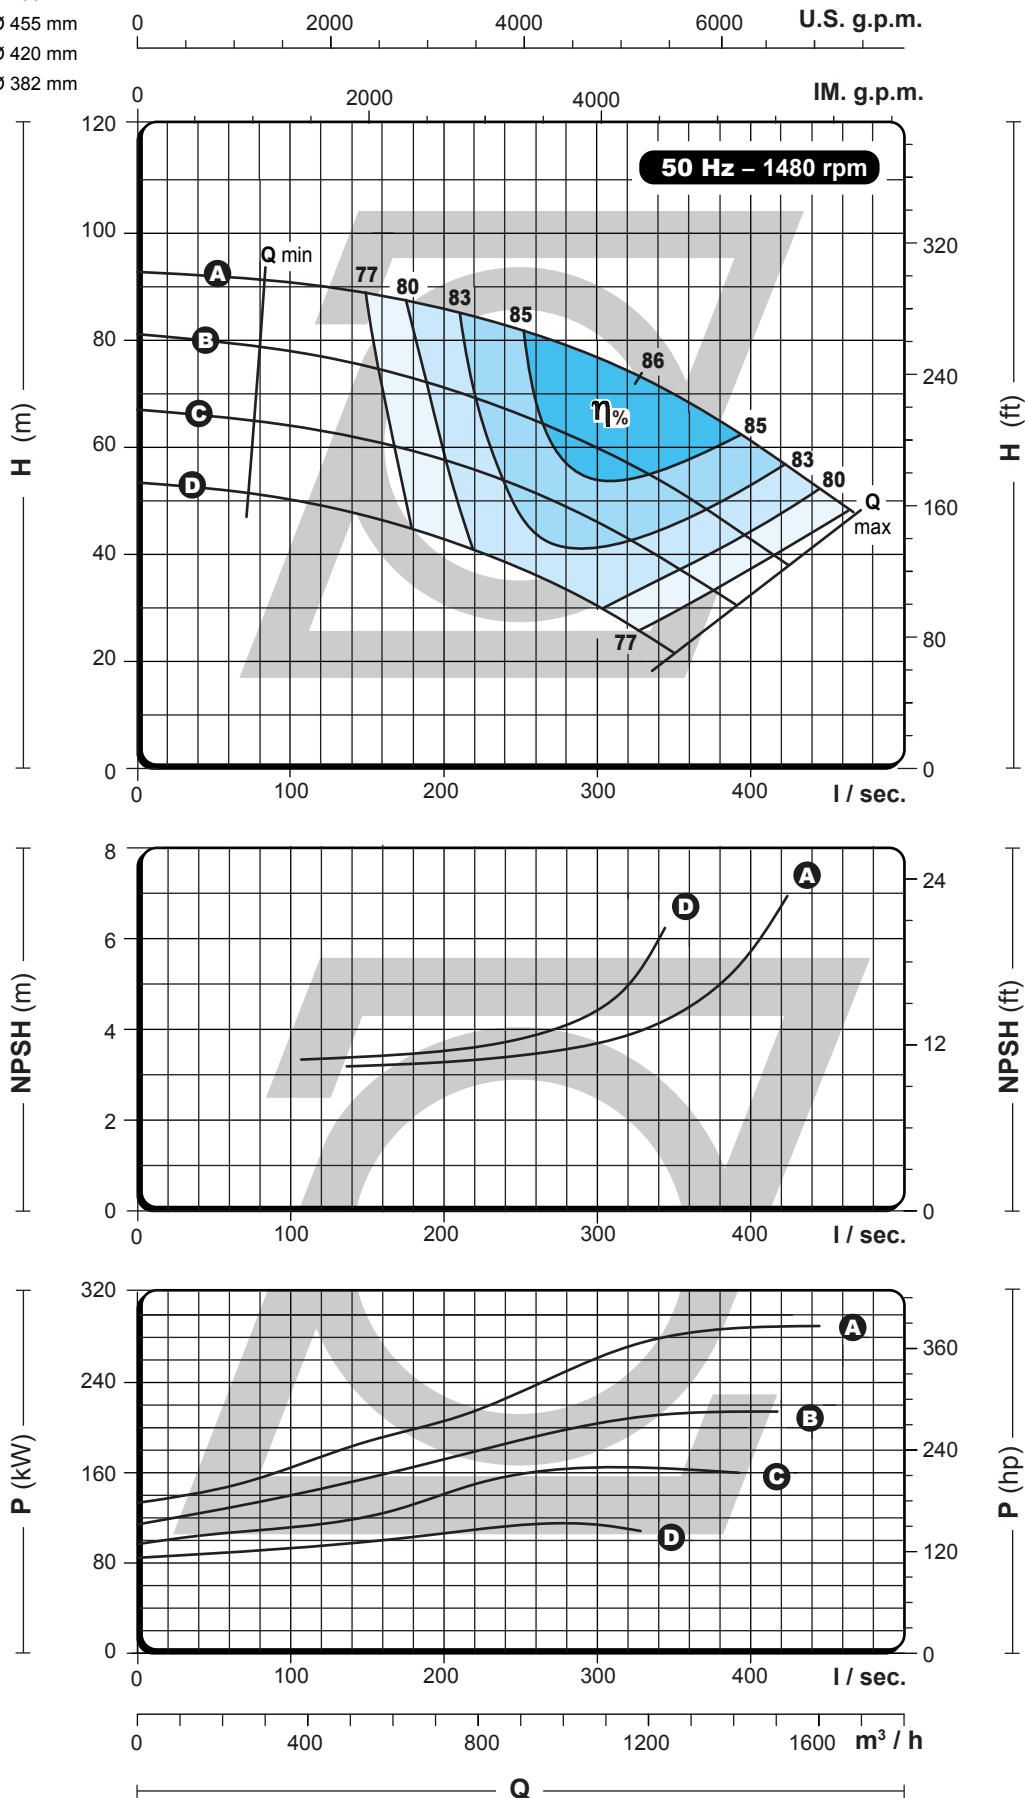 0 2000 4000 6000 U.S. g.p.m.
Ø 455 mm
Ø 420 mm
Ø 382 mm
0 2000 4000 IM. g.p.m.
50 Hz – 1480 rpm
120
100
80
60
40
20
0
H (m)
320
240
160
80
0
H (ft)
Q min
A
B
C
D
77
80
83
85
86
η%
85
83
80
Q
max
77
0 100 200 300 400 l / sec.
8
6
4
2
0
NPSH (m)
24
12
0
NPSH (ft)
D
A
0 100 200 300 400 l / sec.
320
240
160
80
0
P (kW)
360
240
120
0
P (hp)
A
B
C
D
0 100 200 300 400 l / sec.
0 400 800 1200 1600 m³ / h
Q